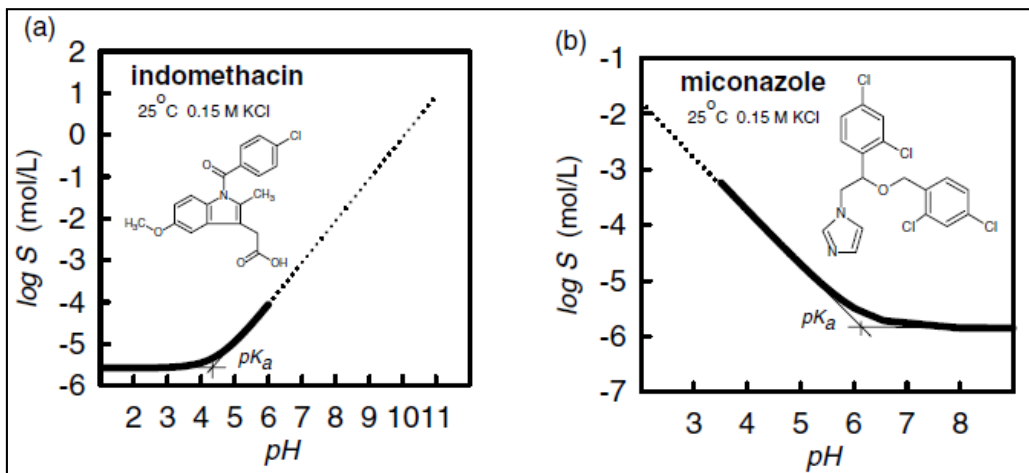 (a)
indomethacin
25°C 0.15 M KCl
Cl
O
N
CH₃
H₃C
O
O
OH
log S (mol/L)
2
1
0
-1
-2
-3
-4
-5
-6
pKa
2 3 4 5 6 7 8 9 1011
pH
(b)
miconazole
25°C 0.15 M KCl
Cl
Cl
O
N
N
Cl
Cl
log S (mol/L)
-1
-2
-3
-4
-5
-6
-7
pKa
3 4 5 6 7 8
pH